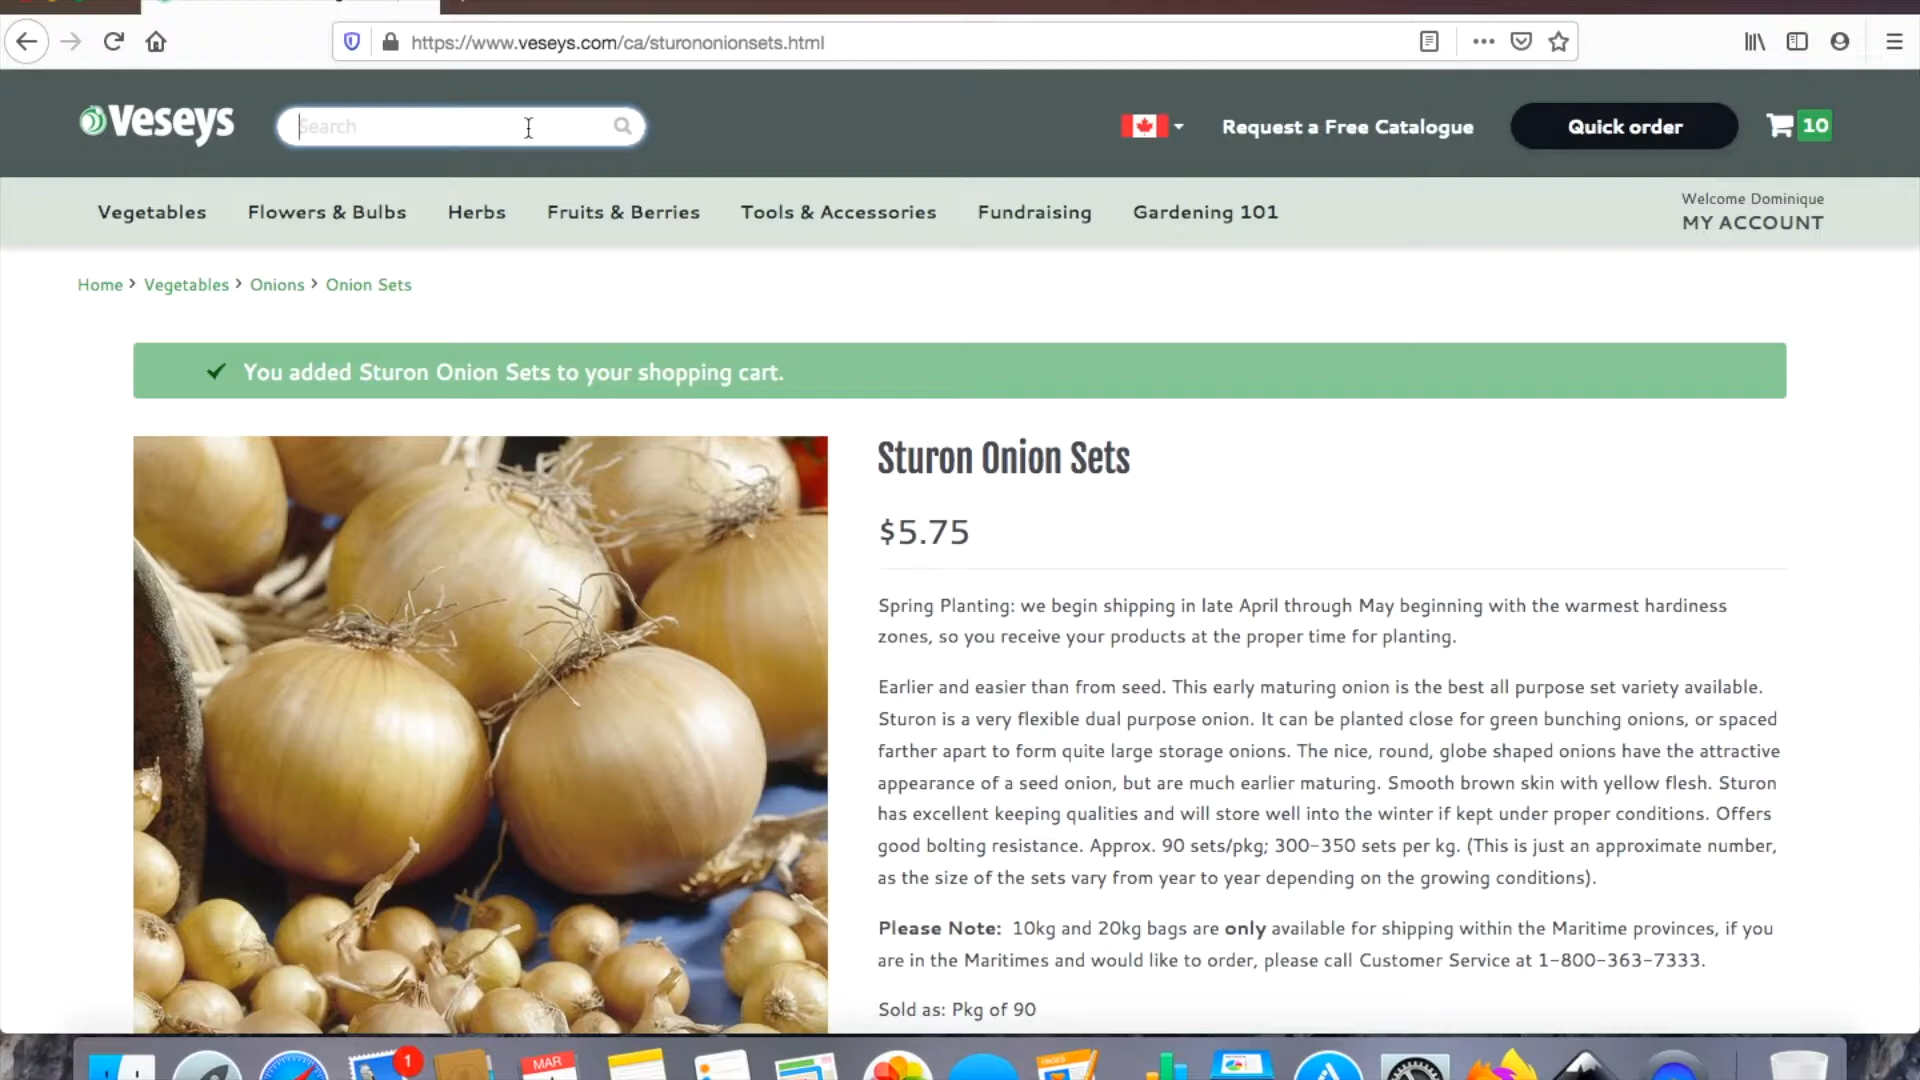 https://www.veseys.com/ca/sturononionsets.html
Veseys
Search
Request a Free Catalogue
Quick order
10
Vegetables
Flowers & Bulbs
Herbs
Fruits & Berries
Tools & Accessories
Fundraising
Gardening 101
Welcome Dominique
MY ACCOUNT
Home > Vegetables > Onions > Onion Sets
You added Sturon Onion Sets to your shopping cart.
Sturon Onion Sets
$5.75
Spring Planting: we begin shipping in late April through May beginning with the warmest hardiness
zones, so you receive your products at the proper time for planting.
Earlier and easier than from seed. This early maturing onion is the best all purpose set variety available.
Sturon is a very flexible dual purpose onion. It can be planted close for green bunching onions, or spaced
farther apart to form quite large storage onions. The nice, round, globe shaped onions have the attractive
appearance of a seed onion, but are much earlier maturing. Smooth brown skin with yellow flesh. Sturon
has excellent keeping qualities and will store well into the winter if kept under proper conditions. Offers
good bolting resistance. Approx. 90 sets/pkg; 300-350 sets per kg. (This is just an approximate number,
as the size of the sets vary from year to year depending on the growing conditions).
Please Note: 10kg and 20kg bags are only available for shipping within the Maritime provinces, if you
are in the Maritimes and would like to order, please call Customer Service at 1-800-363-7333.
Sold as: Pkg of 90
1
MAR
PAGES